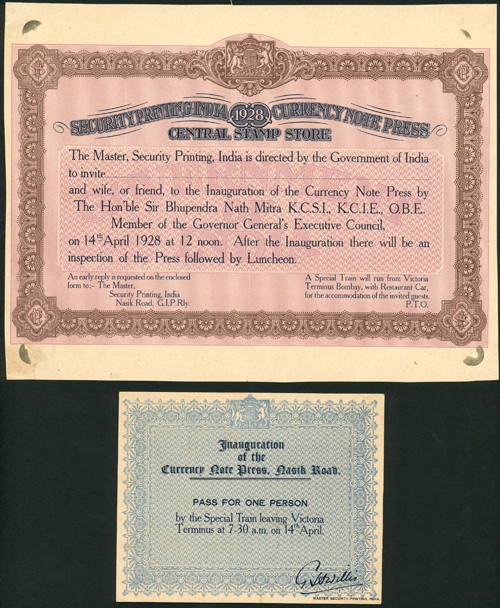 SECURITY PRINTING, INDIA 1928 CURRENCY NOTE PRESS
CENTRAL STAMP STORE
The Master, Security Printing, India is directed by the Government of India
to invite
and wife, or friend, to the Inauguration of the Currency Note Press by
The Hon'ble Sir Bhupendra Nath Mitra K.C.S.I., K.C.I.E., O.B.E.
Member of the Governor General's Executive Council,
on 14th April 1928 at 12 noon. After the Inauguration there will be an
inspection of the Press followed by Luncheon.
An early reply is requested on the enclosed
form to:- The Master,
Security Printing, India
Nasik Road, G.I.P.Rly.
A Special Train will run from Victoria
Terminus Bombay, with Restaurant Car,
for the accommodation of the invited guests.
P.T.O.
Inauguration
of the
Currency Note Press, Nasik Road.
PASS FOR ONE PERSON
by the Special Train leaving Victoria
Terminus at 7-30 a.m. on 14th April.
MASTER, SECURITY PRINTING, INDIA.